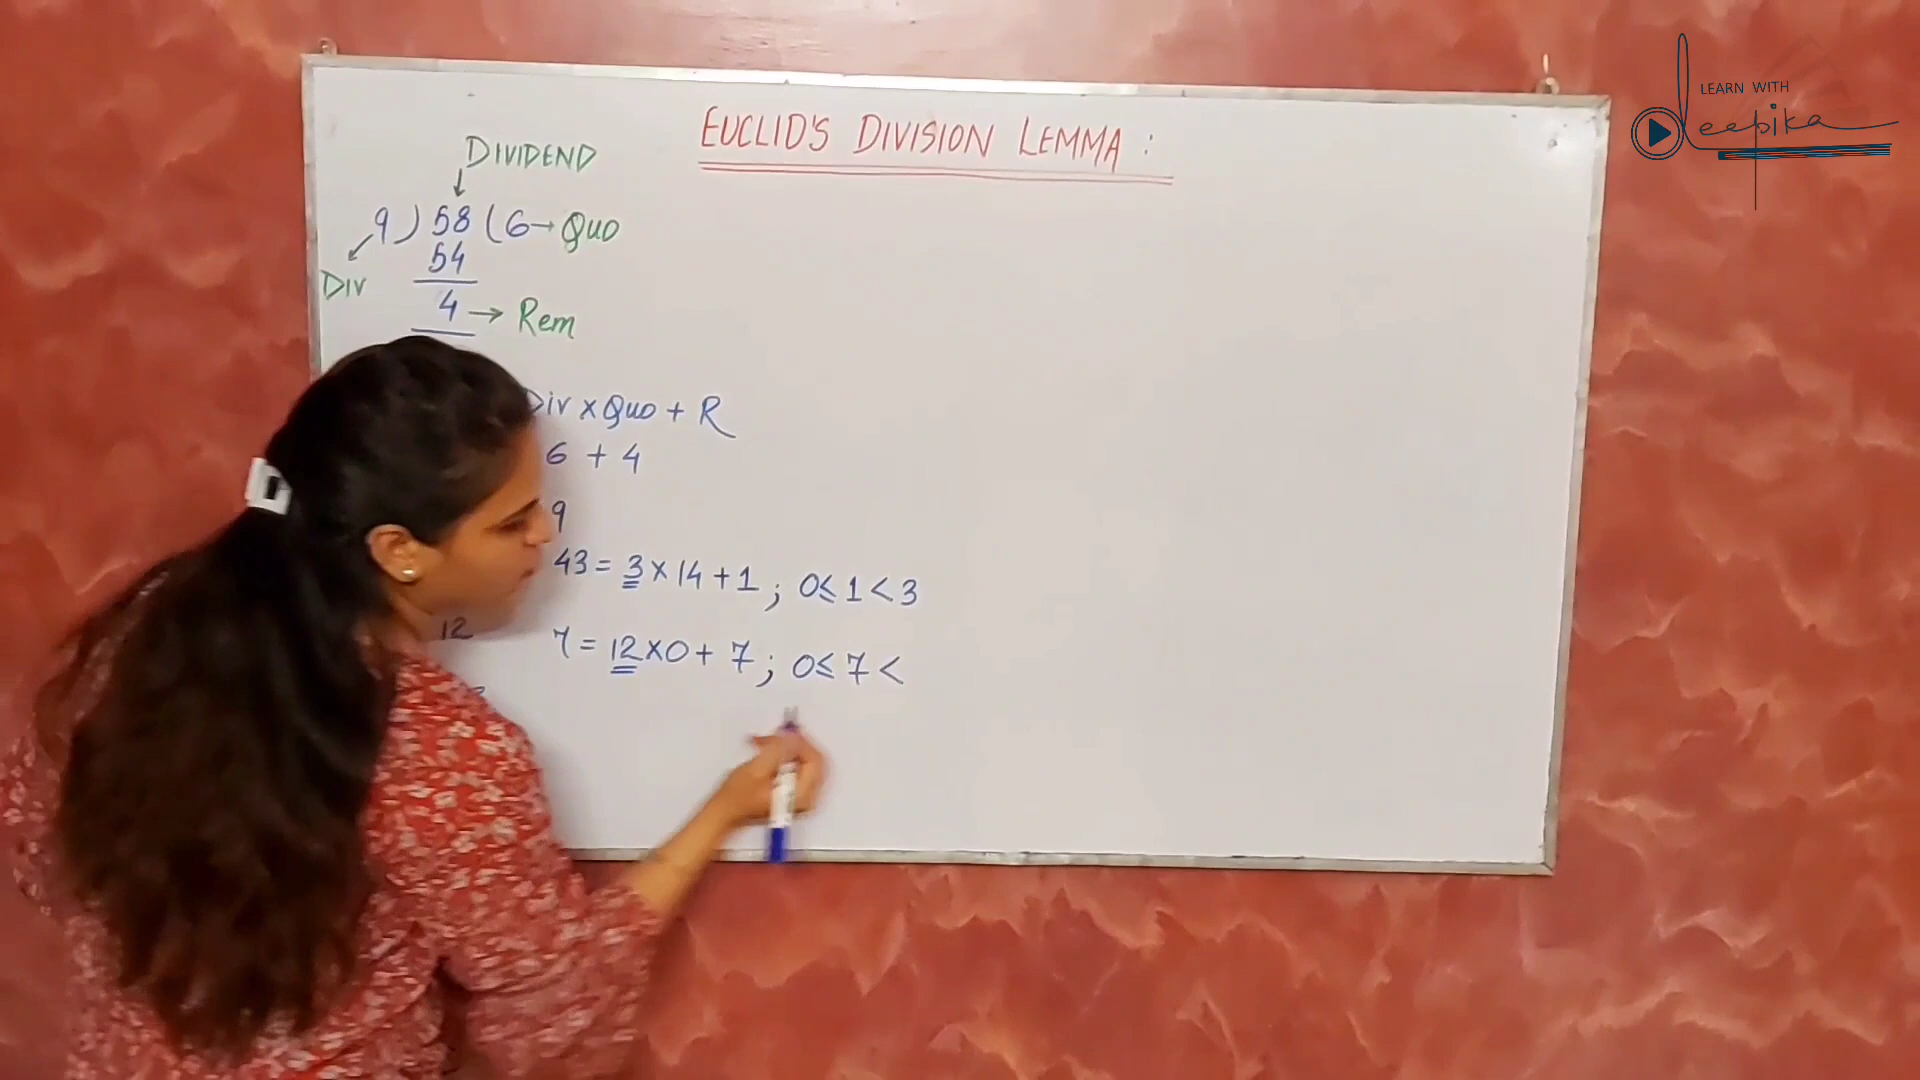 EUCLID'S DIVISION LEMMA :
LEARN WITH
Deepika
DIVIDEND
9 ) 58 ( 6 → Quo
54
DIV
4 → Rem
Div × Quo + R
6 + 4
9
43 = 3 × 14 + 1 ; 0 ≤ 1 < 3
12
7 = 12 × 0 + 7 ; 0 ≤ 7 <